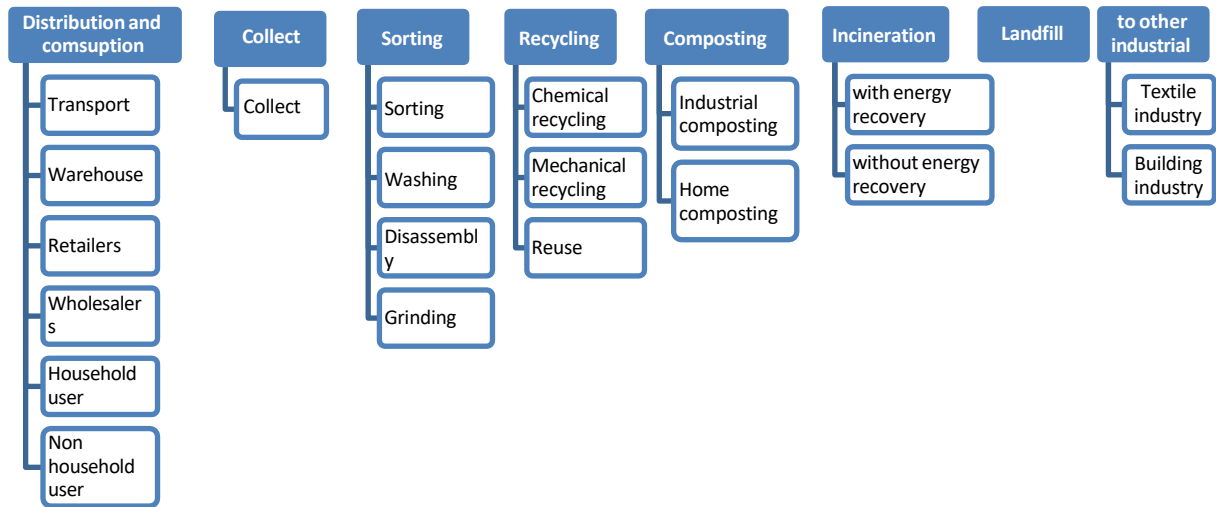 Distribution and
comsuption
Transport
Warehouse
Retailers
Wholesaler
s
Household
user
Non
household
user
Collect
Collect
Sorting
Sorting
Washing
Disassembl
y
Grinding
Recycling
Chemical
recycling
Mechanical
recycling
Reuse
Composting
Industrial
composting
Home
composting
Incineration
with energy
recovery
without energy
recovery
Landfill
to other
industrial
Textile
industry
Building
industry